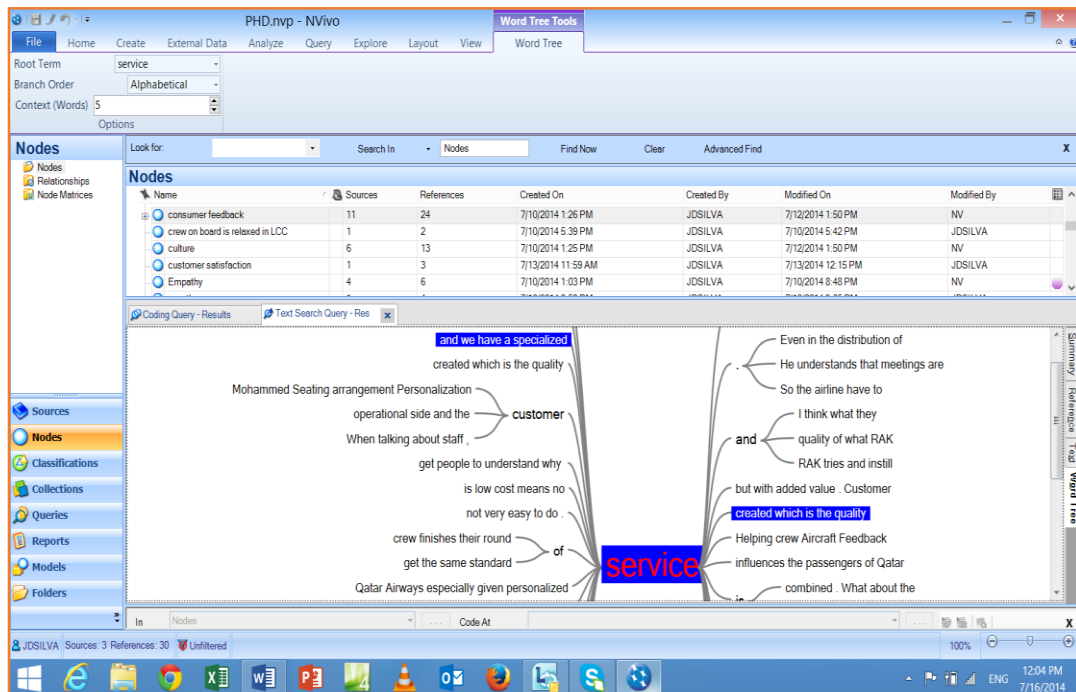 PHD.nvp - NVivo
Word Tree Tools
File Home Create External Data Analyze Query Explore Layout View Word Tree
Root Term service
Branch Order Alphabetical
Context (Words) 5
Options
Nodes
Look for: Search In Nodes Find Now Clear Advanced Find X
Nodes
Relationships
Node Matrices
Nodes
Name Sources References Created On Created By Modified On Modified By
consumer feedback 11 24 7/10/2014 1:26 PM JDSILVA 7/12/2014 1:50 PM NV
crew on board is relaxed in LCC 1 2 7/10/2014 5:39 PM JDSILVA 7/10/2014 5:42 PM JDSILVA
culture 6 13 7/10/2014 1:25 PM JDSILVA 7/12/2014 1:50 PM NV
customer satisfaction 1 3 7/13/2014 11:59 AM JDSILVA 7/13/2014 12:15 PM JDSILVA
Empathy 4 6 7/10/2014 1:03 PM JDSILVA 7/10/2014 8:48 PM NV
Coding Query - Results Text Search Query - Res x
and we have a specialized
created which is the quality
Mohammed Seating arrangement Personalization
operational side and the
When talking about staff ,
customer
get people to understand why
is low cost means no
not very easy to do .
crew finishes their round
get the same standard
of
Qatar Airways especially given personalized
service
.
Even in the distribution of
He understands that meetings are
So the airline have to
and
I think what they
quality of what RAK
RAK tries and instill
but with added value . Customer
created which is the quality
Helping crew Aircraft Feedback
influences the passengers of Qatar
is
combined . What about the
Summary
Reference
Text
Word Tree
Sources
Nodes
Classifications
Collections
Queries
Reports
Models
Folders
In Nodes ... Code At ... X
JDSILVA Sources: 3 References: 30 Unfiltered 100%
ENG 12:04 PM
7/16/2014